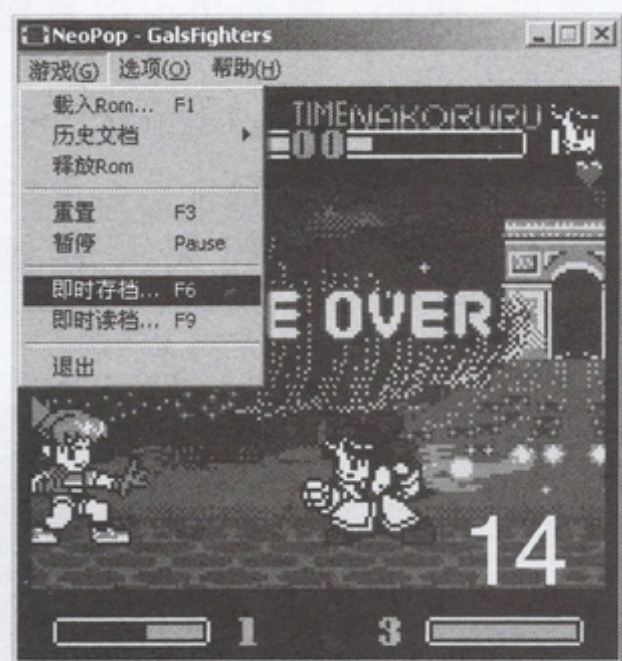 NeoPop - GalsFighters
游戏(G) 选项(O) 帮助(H)
载入Rom... F1
历史文档
释放Rom
重置 F3
暂停 Pause
即时存档... F6
即时读档... F9
退出
TIME NAKORURU
00
E OVER
14
1 3